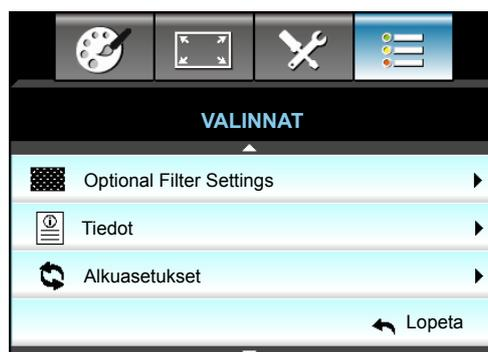 VALINNAT
Optional Filter Settings
Tiedot
Alkuasetukset
Lopeta